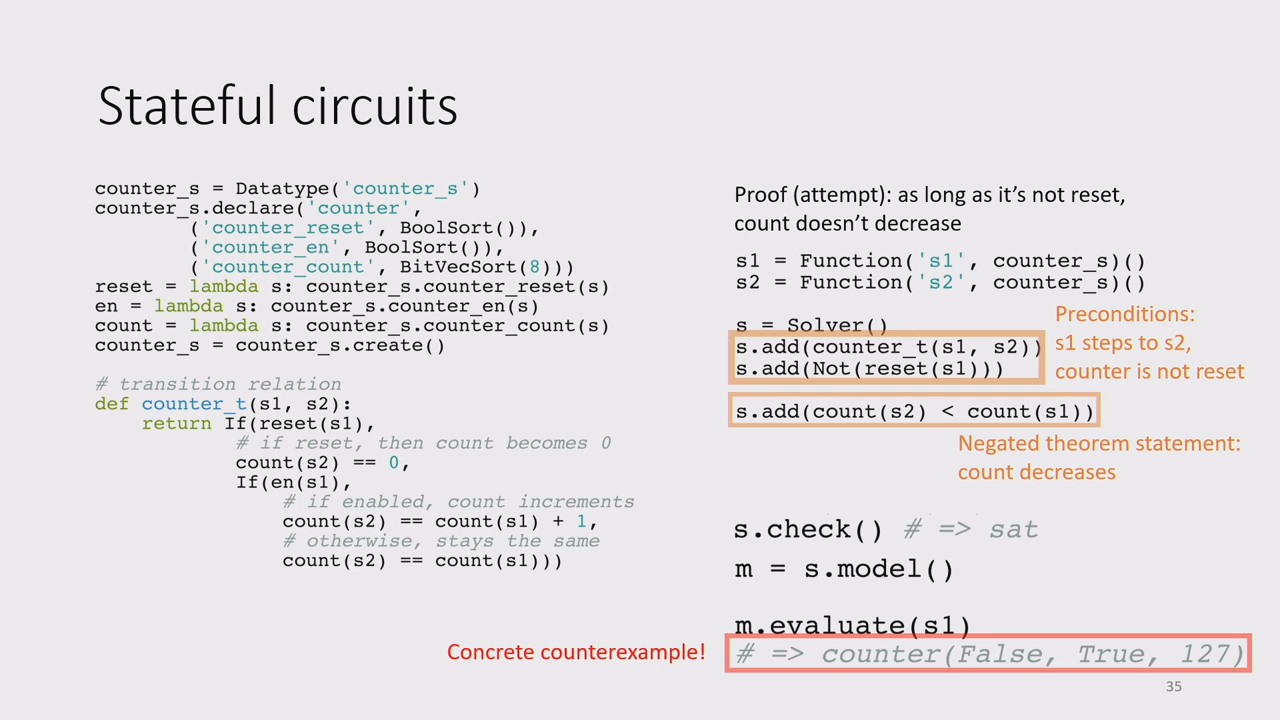 Stateful circuits
counter_s = Datatype('counter_s')
counter_s.declare('counter',
        ('counter_reset', BoolSort()),
        ('counter_en', BoolSort()),
        ('counter_count', BitVecSort(8)))
reset = lambda s: counter_s.counter_reset(s)
en = lambda s: counter_s.counter_en(s)
count = lambda s: counter_s.counter_count(s)
counter_s = counter_s.create()
# transition relation
def counter_t(s1, s2):
    return If(reset(s1),
            # if reset, then count becomes 0
            count(s2) == 0,
            If(en(s1),
                # if enabled, count increments
                count(s2) == count(s1) + 1,
                # otherwise, stays the same
                count(s2) == count(s1)))
Proof (attempt): as long as it's not reset,
count doesn't decrease
s1 = Function('s1', counter_s)()
s2 = Function('s2', counter_s)()
s = Solver()
s.add(counter_t(s1, s2))
s.add(Not(reset(s1)))
Preconditions:
s1 steps to s2,
counter is not reset
s.add(count(s2) < count(s1))
Negated theorem statement:
count decreases
s.check() # => sat
m = s.model()
m.evaluate(s1)
Concrete counterexample!
# => counter(False, True, 127)
35